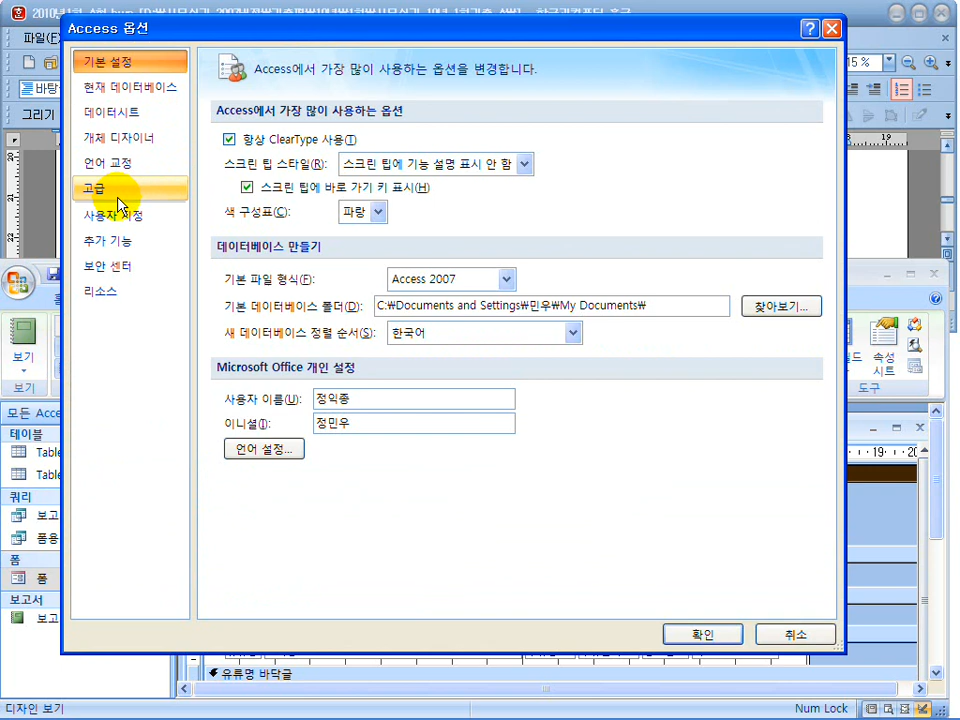 Access 옵션
파일(F
15 %
바탕
그리기
19
20
21
22
기본 설정
현재 데이터베이스
데이터시트
개체 디자이너
언어 교정
고급
사용자 지정
추가 기능
보안 센터
리소스
Access에서 가장 많이 사용하는 옵션을 변경합니다.
Access에서 가장 많이 사용하는 옵션
항상 ClearType 사용(T)
스크린 팁 스타일(R): 스크린 팁에 기능 설명 표시 안 함
스크린 팁에 바로 가기 키 표시(H)
색 구성표(C): 파랑
데이터베이스 만들기
기본 파일 형식(F): Access 2007
기본 데이터베이스 폴더(D): C:₩Documents and Settings₩민우₩My Documents₩ 찾아보기...
새 데이터베이스 정렬 순서(S): 한국어
Microsoft Office 개인 설정
사용자 이름(U): 정익종
이니셜(I): 정민우
언어 설정...
확인 취소
보기
보기
모든 Acce
테이블
Table
Table
쿼리
보고
폼용
폼
폼
보고서
보고
속성
시트
도구
19 · 20
유류명 바닥글
디자인 보기
Num Lock